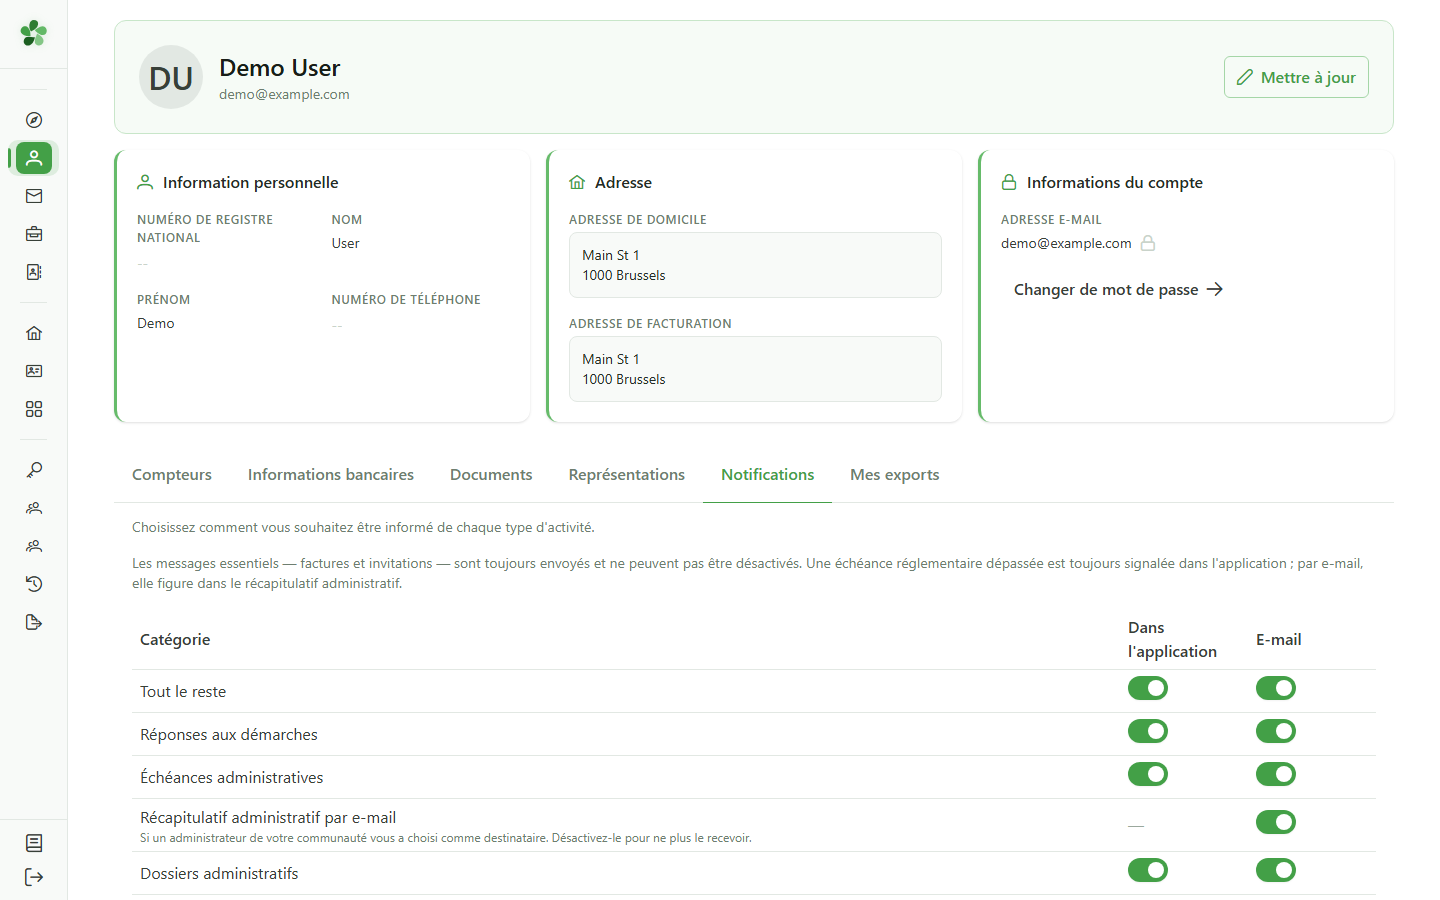 DU
Demo User
demo@example.com
Mettre à jour
Information personnelle
NUMÉRO DE REGISTRE
NATIONAL
--
NOM
User
PRÉNOM
Demo
NUMÉRO DE TÉLÉPHONE
--
Adresse
ADRESSE DE DOMICILE
Main St 1
1000 Brussels
ADRESSE DE FACTURATION
Main St 1
1000 Brussels
Informations du compte
ADRESSE E-MAIL
demo@example.com
Changer de mot de passe
Compteurs Informations bancaires Documents Représentations Notifications Mes exports
Choisissez comment vous souhaitez être informé de chaque type d'activité.
Les messages essentiels — factures et invitations — sont toujours envoyés et ne peuvent pas être désactivés. Une échéance réglementaire dépassée est toujours signalée dans l'application ; par e-mail,
elle figure dans le récapitulatif administratif.
Catégorie
Dans
l'application
E-mail
Tout le reste
Réponses aux démarches
Échéances administratives
Récapitulatif administratif par e-mail
Si un administrateur de votre communauté vous a choisi comme destinataire. Désactivez-le pour ne plus le recevoir.
—
Dossiers administratifs